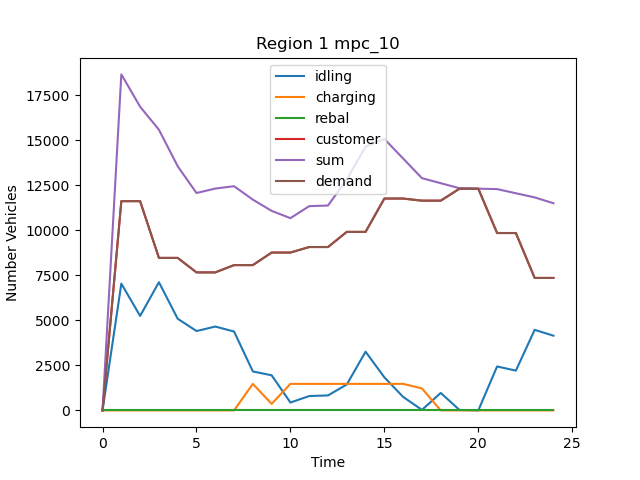 Region 1 mpc_10
idling
charging
rebal
customer
sum
demand
17500
15000
12500
10000
7500
5000
2500
0
Number Vehicles
0 5 10 15 20 25
Time